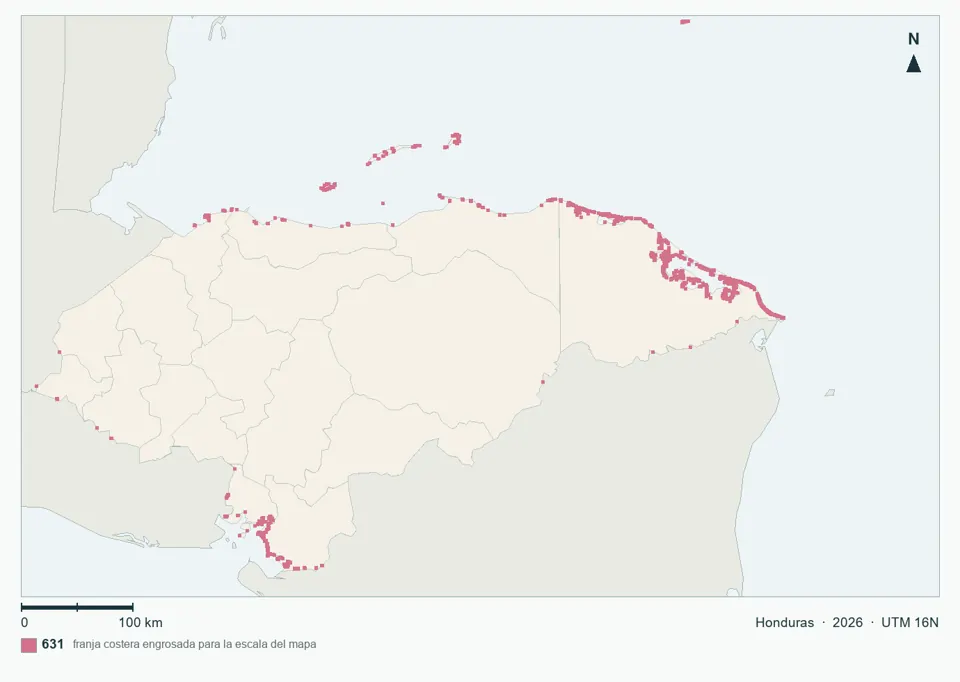 N
0 100 km
Honduras · 2026 · UTM 16N
631 franja costera engrosada para la escala del mapa